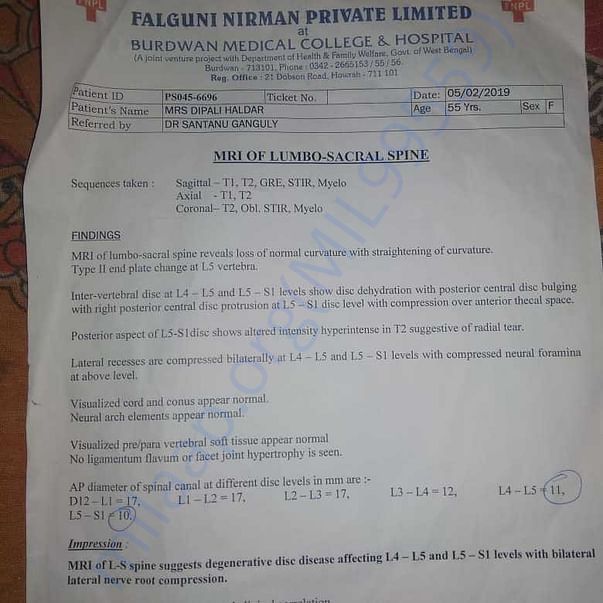 TNPL
TNPL
FALGUNI NIRMAN PRIVATE LIMITED
at
BURDWAN MEDICAL COLLEGE & HOSPITAL
(A joint venture project with Department of Health & Family Welfare, Govt. of West Bengal)
Burdwan - 713101, Phone : 0342 - 2665153 / 55 / 56.
Reg. Office : 21 Dobson Road, Howrah - 711 101
Patient ID PS045-6696 Ticket No. Date: 05/02/2019
Patient's Name MRS DIPALI HALDAR Age 55 Yrs. Sex F
Referred by DR SANTANU GANGULY
MRI OF LUMBO-SACRAL SPINE
Sequences taken : Sagittal – T1, T2, GRE, STIR, Myelo
Axial - T1, T2
Coronal– T2, Obl. STIR, Myelo
FINDINGS
MRI of lumbo-sacral spine reveals loss of normal curvature with straightening of curvature.
Type II end plate change at L5 vertebra.
Inter-vertebral disc at L4 – L5 and L5 – S1 levels show disc dehydration with posterior central disc bulging
with right posterior central disc protrusion at L5 – S1 disc level with compression over anterior thecal space.
Posterior aspect of L5-S1disc shows altered intensity hyperintense in T2 suggestive of radial tear.
Lateral recesses are compressed bilaterally at L4 – L5 and L5 – S1 levels with compressed neural foramina
at above level.
Visualized cord and conus appear normal.
Neural arch elements appear normal.
Visualized pre/para vertebral soft tissue appear normal
No ligamentum flavum or facet joint hypertrophy is seen.
AP diameter of spinal canal at different disc levels in mm are :-
D12 – L1 = 17, L1 – L2 = 17, L2 – L3 = 17, L3 – L4 = 12, L4 – L5 = 11,
L5 – S1 = 10.
Impression :
MRI of L-S spine suggests degenerative disc disease affecting L4 – L5 and L5 – S1 levels with bilateral
lateral nerve root compression.